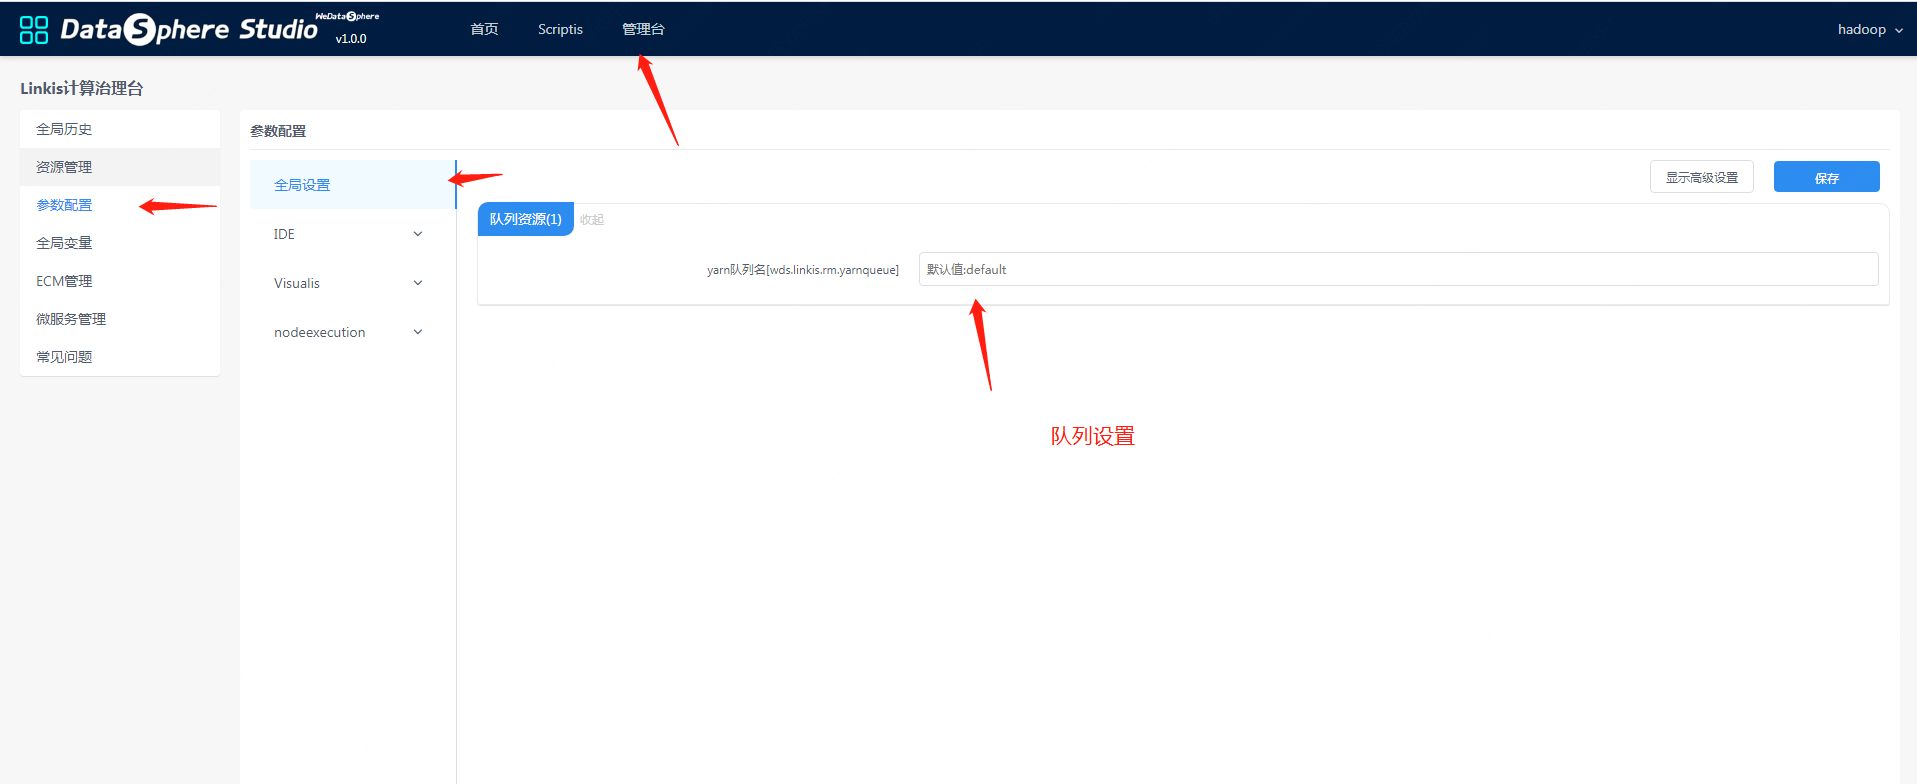 DataSphere Studio
WeDataSphere
v1.0.0
首页
Scriptis
管理台
hadoop
Linkis计算治理台
全局历史
资源管理
参数配置
全局变量
ECM管理
微服务管理
常见问题
参数配置
全局设置
IDE
Visualis
nodeexecution
显示高级设置
保存
队列资源(1)
收起
yarn队列名[wds.linkis.rm.yarnqueue]
默认值:default
队列设置